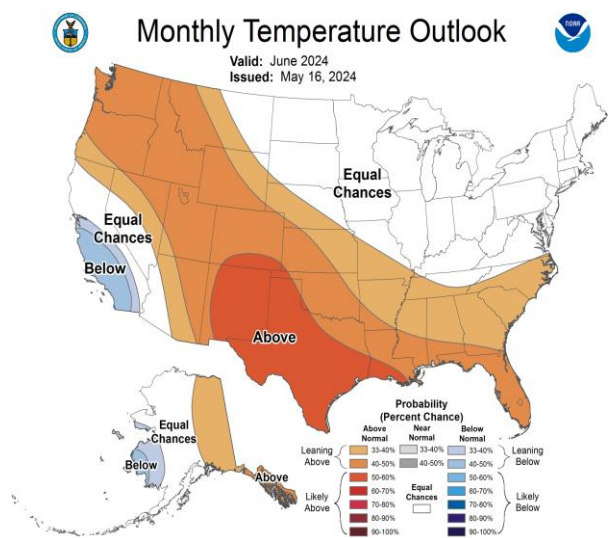 Monthly Temperature Outlook
NOAA
Valid: June 2024
Issued: May 16, 2024
Equal
Chances
Equal
Chances
Below
Above
Equal
Chances
Below
Above
Probability
(Percent Chance)
Above
Normal
Near
Normal
Below
Normal
Leaning
Above
33-40%
40-50%
33-40%
40-50%
33-40%
40-50%
Leaning
Below
Likely
Above
50-60%
60-70%
70-80%
80-90%
90-100%
Equal
Chances
50-60%
60-70%
70-80%
80-90%
90-100%
Likely
Below